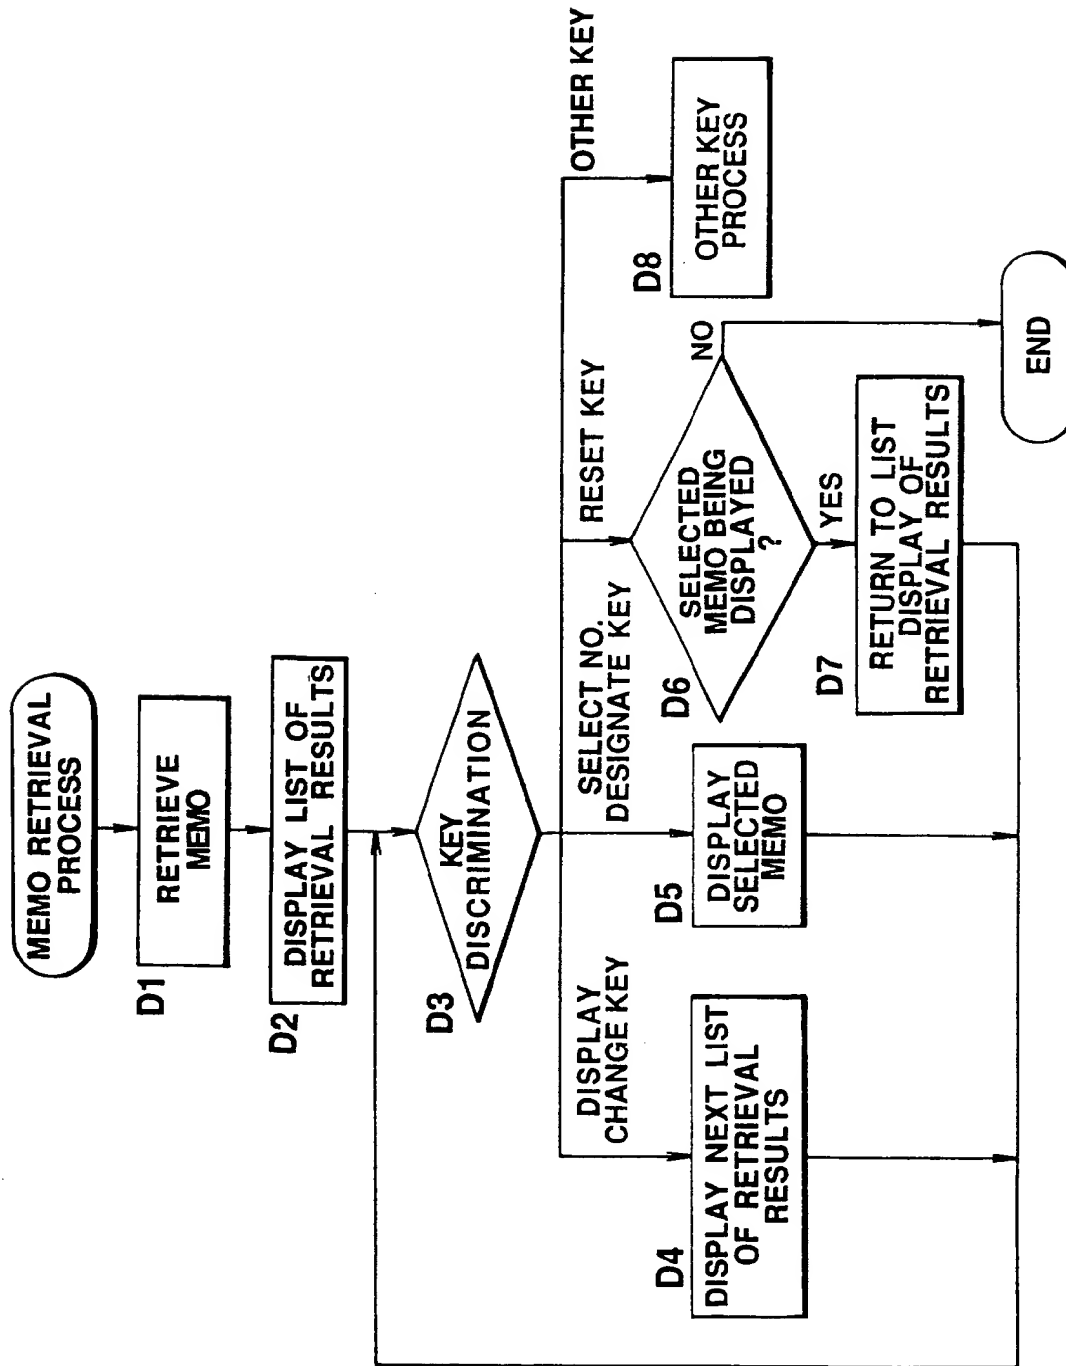 MEMO RETRIEVAL
PROCESS
D1
RETRIEVE
MEMO
D2
DISPLAY LIST OF
RETRIEVAL RESULTS
D3
KEY
DISCRIMINATION
DISPLAY
CHANGE KEY
SELECT NO.
DESIGNATE KEY
RESET KEY
OTHER KEY
D4
DISPLAY NEXT LIST
OF RETRIEVAL
RESULTS
D5
DISPLAY
SELECTED
MEMO
D6
SELECTED
MEMO BEING
DISPLAYED
?
NO
YES
D7
RETURN TO LIST
DISPLAY OF
RETRIEVAL RESULTS
D8
OTHER KEY
PROCESS
END